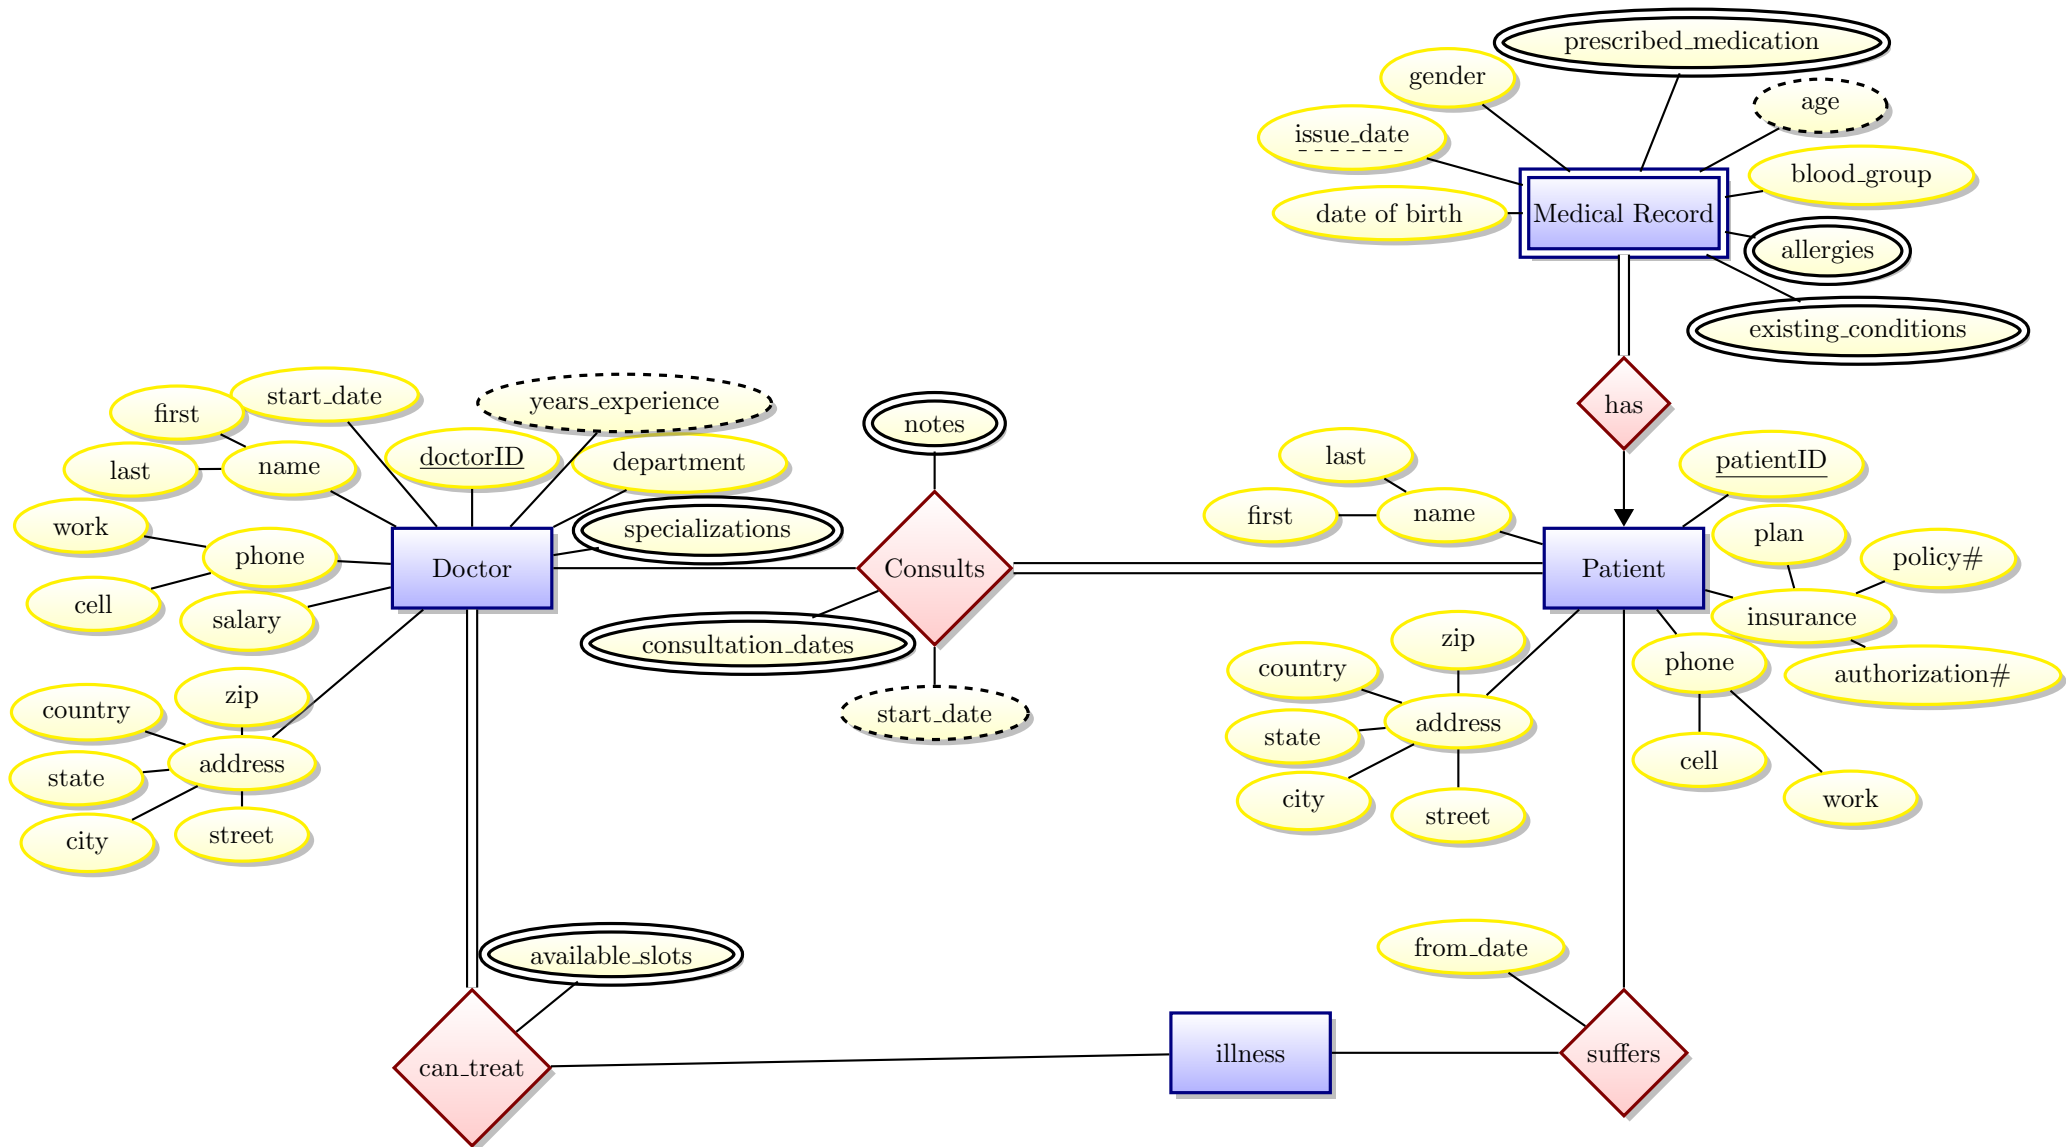 prescribed_medication
gender
age
issue_date
blood_group
date of birth
Medical Record
allergies
existing_conditions
has
first
start_date
years_experience
notes
last
name
doctorID
department
last
patientID
work
phone
specializations
first
name
plan
Doctor
Consults
Patient
policy#
cell
salary
insurance
consultation_dates
zip
phone
country
authorization#
country
zip
start_date
address
state
state
address
cell
city
street
city
street
work
available_slots
from_date
can_treat
illness
suffers